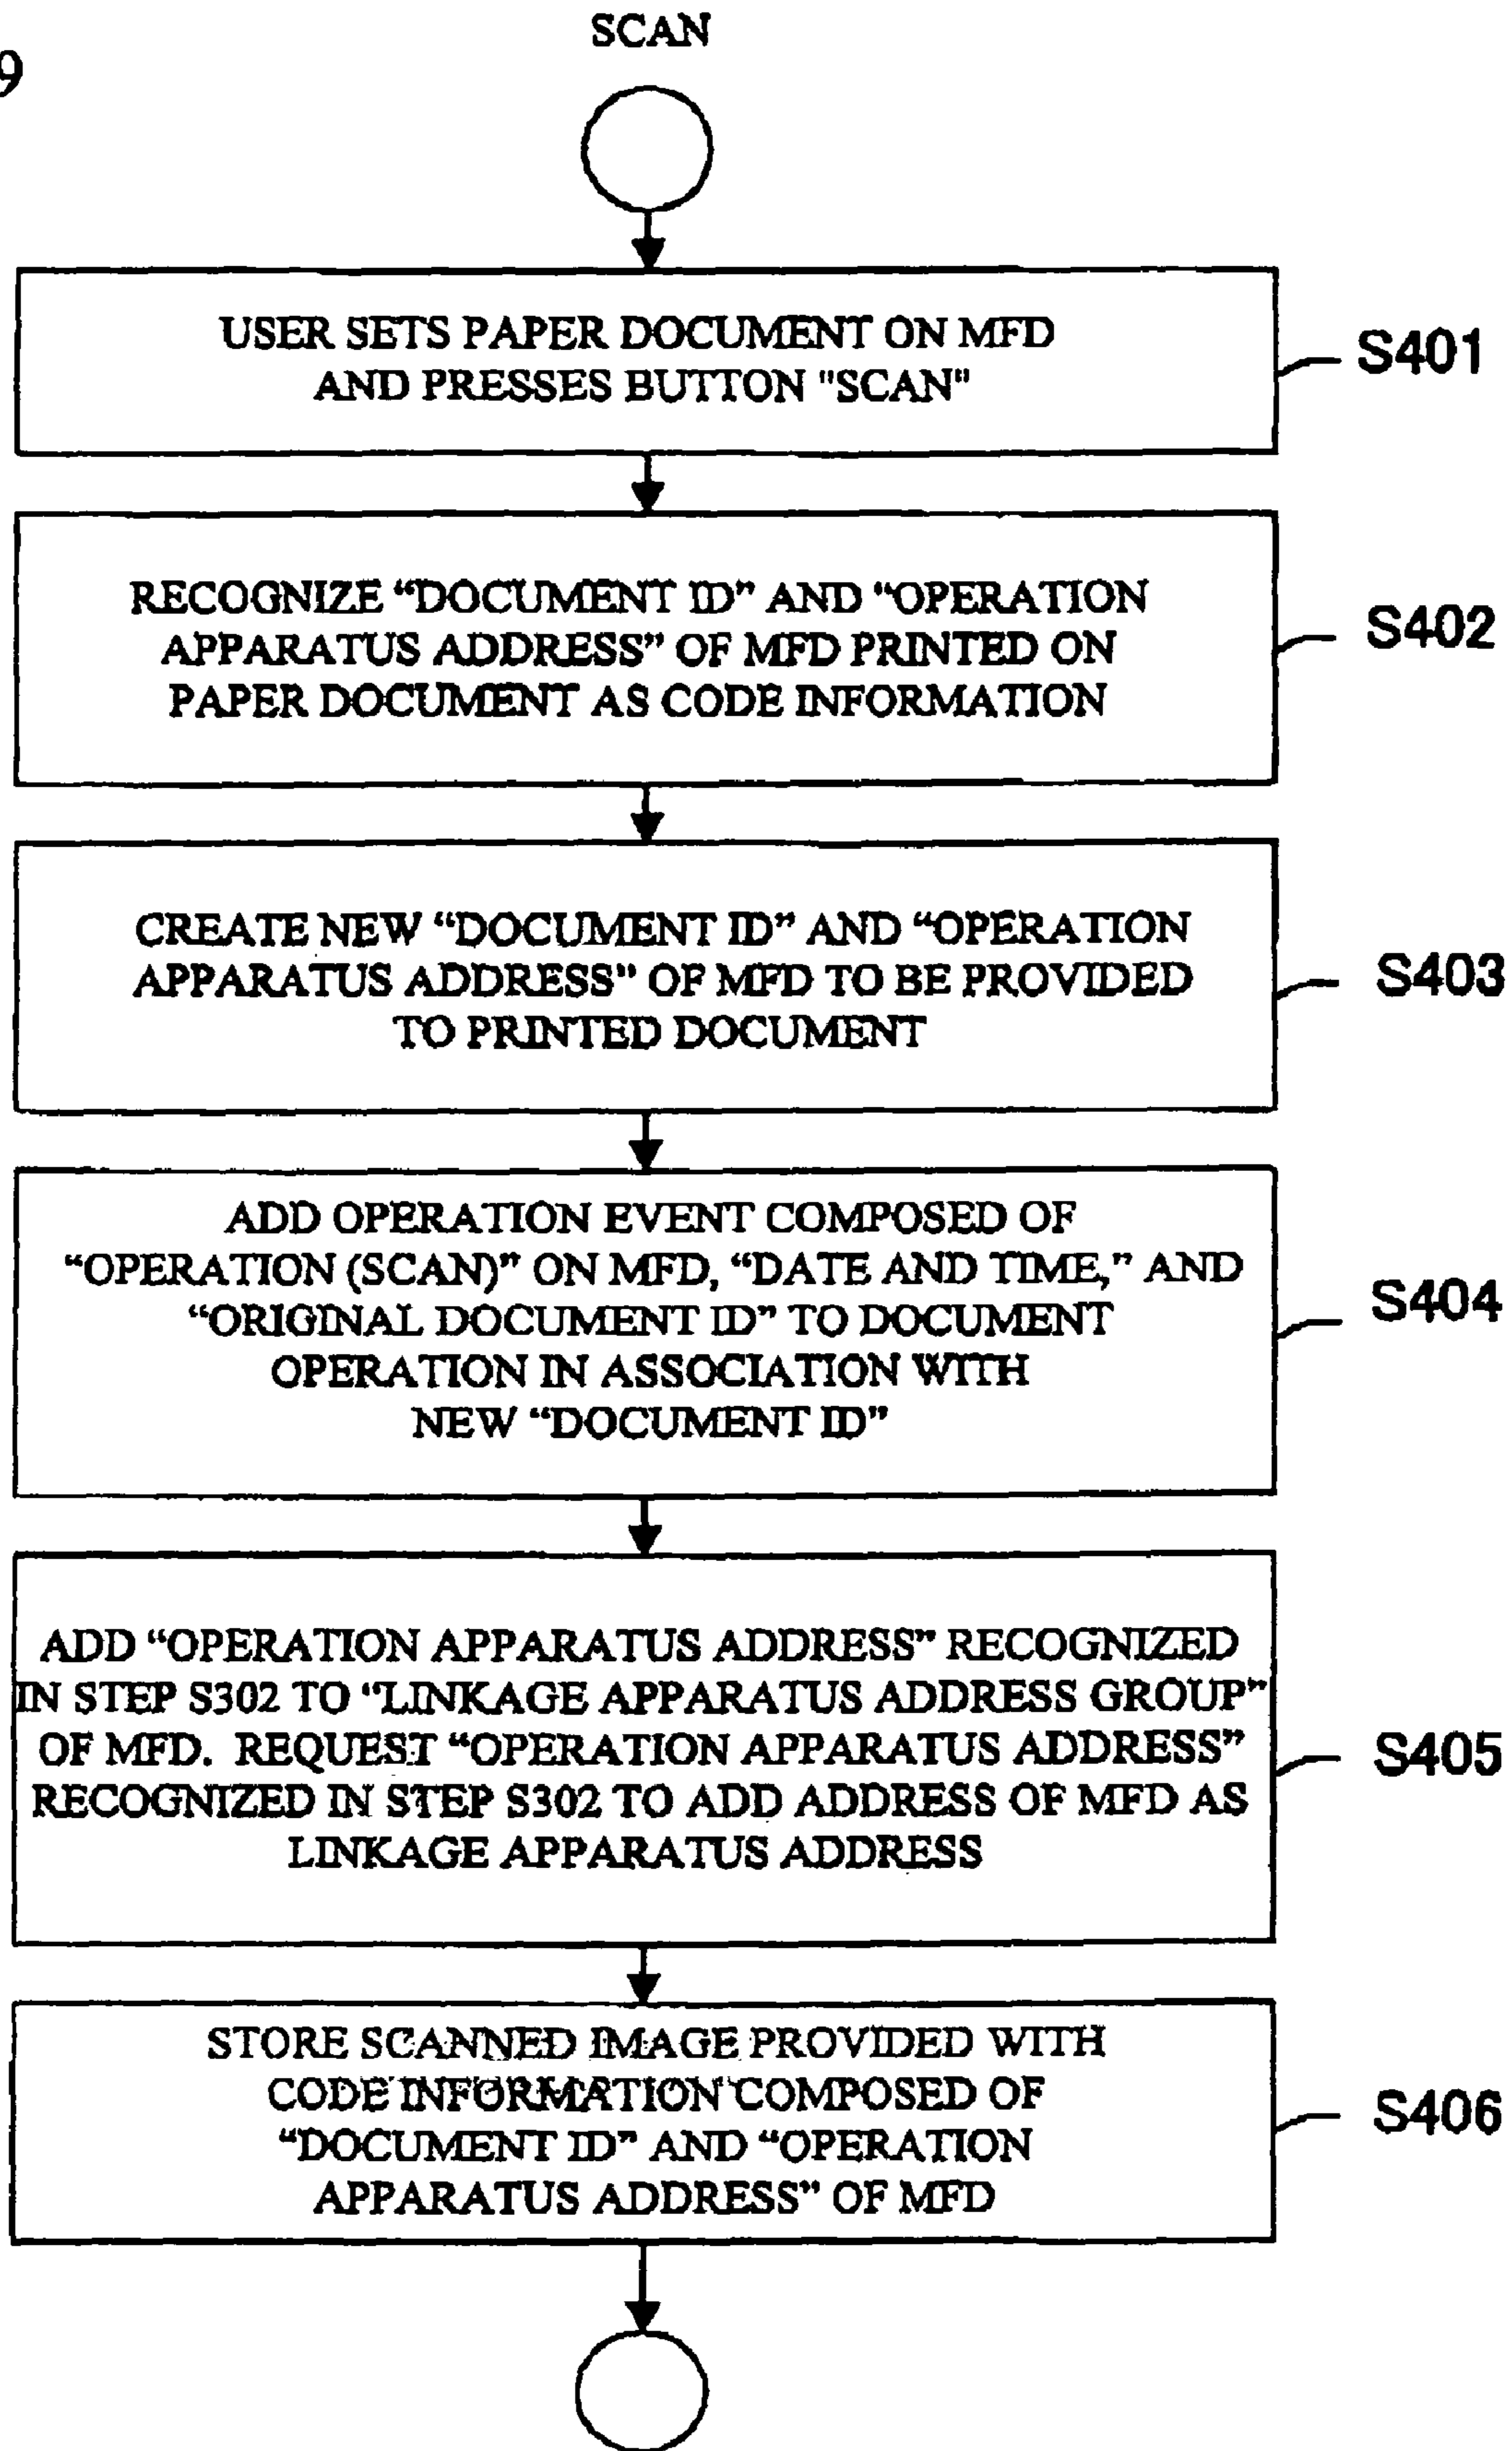 SCAN
9
USER SETS PAPER DOCUMENT ON MFD
AND PRESSES BUTTON "SCAN"
S401
RECOGNIZE “DOCUMENT ID” AND “OPERATION
APPARATUS ADDRESS” OF MFD PRINTED ON
PAPER DOCUMENT AS CODE INFORMATION
S402
CREATE NEW “DOCUMENT ID” AND “OPERATION
APPARATUS ADDRESS” OF MFD TO BE PROVIDED
TO PRINTED DOCUMENT
S403
ADD OPERATION EVENT COMPOSED OF
“OPERATION (SCAN)” ON MFD, “DATE AND TIME,” AND
“ORIGINAL DOCUMENT ID” TO DOCUMENT
OPERATION IN ASSOCIATION WITH
NEW “DOCUMENT ID”
S404
ADD “OPERATION APPARATUS ADDRESS” RECOGNIZED
IN STEP S302 TO “LINKAGE APPARATUS ADDRESS GROUP”
OF MFD. REQUEST “OPERATION APPARATUS ADDRESS”
RECOGNIZED IN STEP S302 TO ADD ADDRESS OF MFD AS
LINKAGE APPARATUS ADDRESS
S405
STORE SCANNED IMAGE PROVIDED WITH
CODE INFORMATION COMPOSED OF
“DOCUMENT ID” AND “OPERATION
APPARATUS ADDRESS” OF MFD
S406